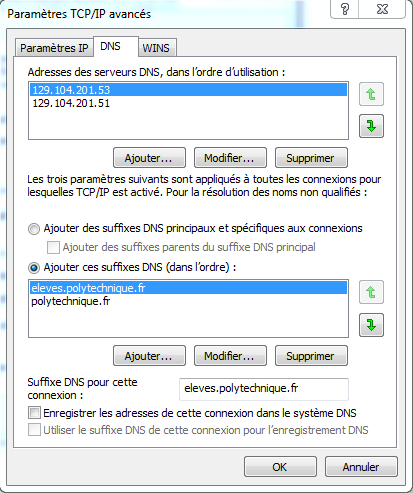 Paramètres TCP/IP avancés
Paramètres IP DNS WINS
Adresses des serveurs DNS, dans l'ordre d'utilisation :
129.104.201.53
129.104.201.51
Ajouter... Modifier... Supprimer
Les trois paramètres suivants sont appliqués à toutes les connexions pour
lesquelles TCP/IP est activé. Pour la résolution des noms non qualifiés :
Ajouter des suffixes DNS principaux et spécifiques aux connexions
Ajouter des suffixes parents du suffixe DNS principal
Ajouter ces suffixes DNS (dans l'ordre) :
eleves.polytechnique.fr
polytechnique.fr
Ajouter... Modifier... Supprimer
Suffixe DNS pour cette
connexion : eleves.polytechnique.fr
Enregistrer les adresses de cette connexion dans le système DNS
Utiliser le suffixe DNS de cette connexion pour l'enregistrement DNS
OK Annuler